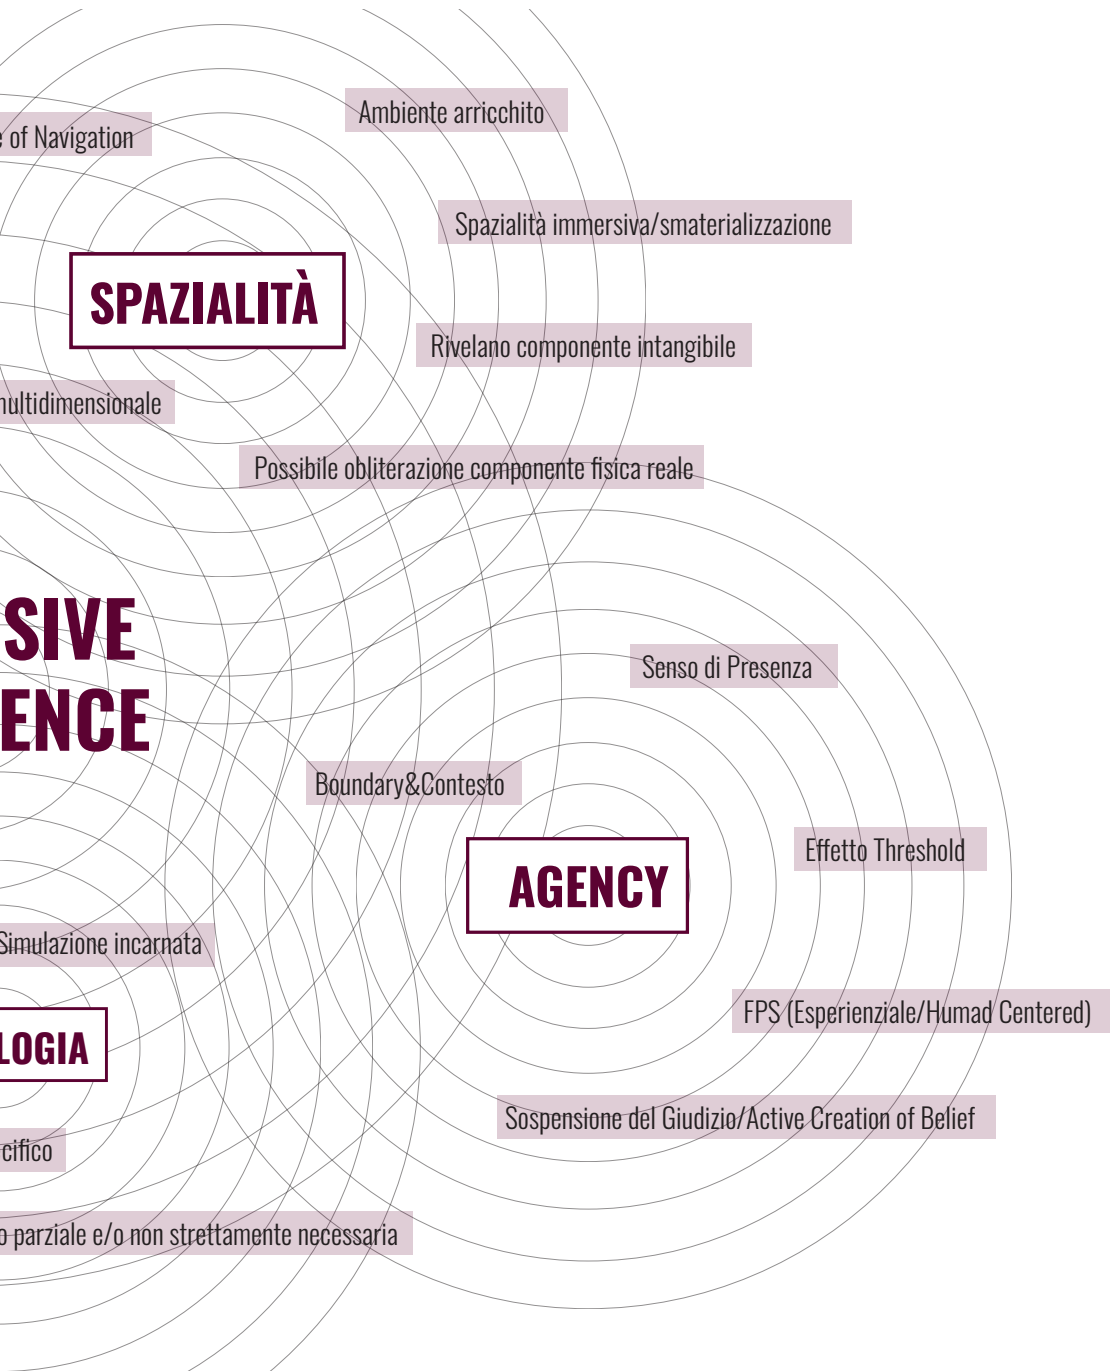 Ambiente arricchito
of Navigation
Spazialità immersiva/smaterializzazione
SPAZIALITÀ
Rivelano componente intangibile
multidimensionale
Possibile obliterazione componente fisica reale
SIVE
ENCE
Senso di Presenza
Boundary&Contesto
Effetto Threshold
AGENCY
Simulazione incarnata
FPS (Esperienziale/Humad Centered)
LOGIA
Sospensione del Giudizio/Active Creation of Belief
cifico
o parziale e/o non strettamente necessaria